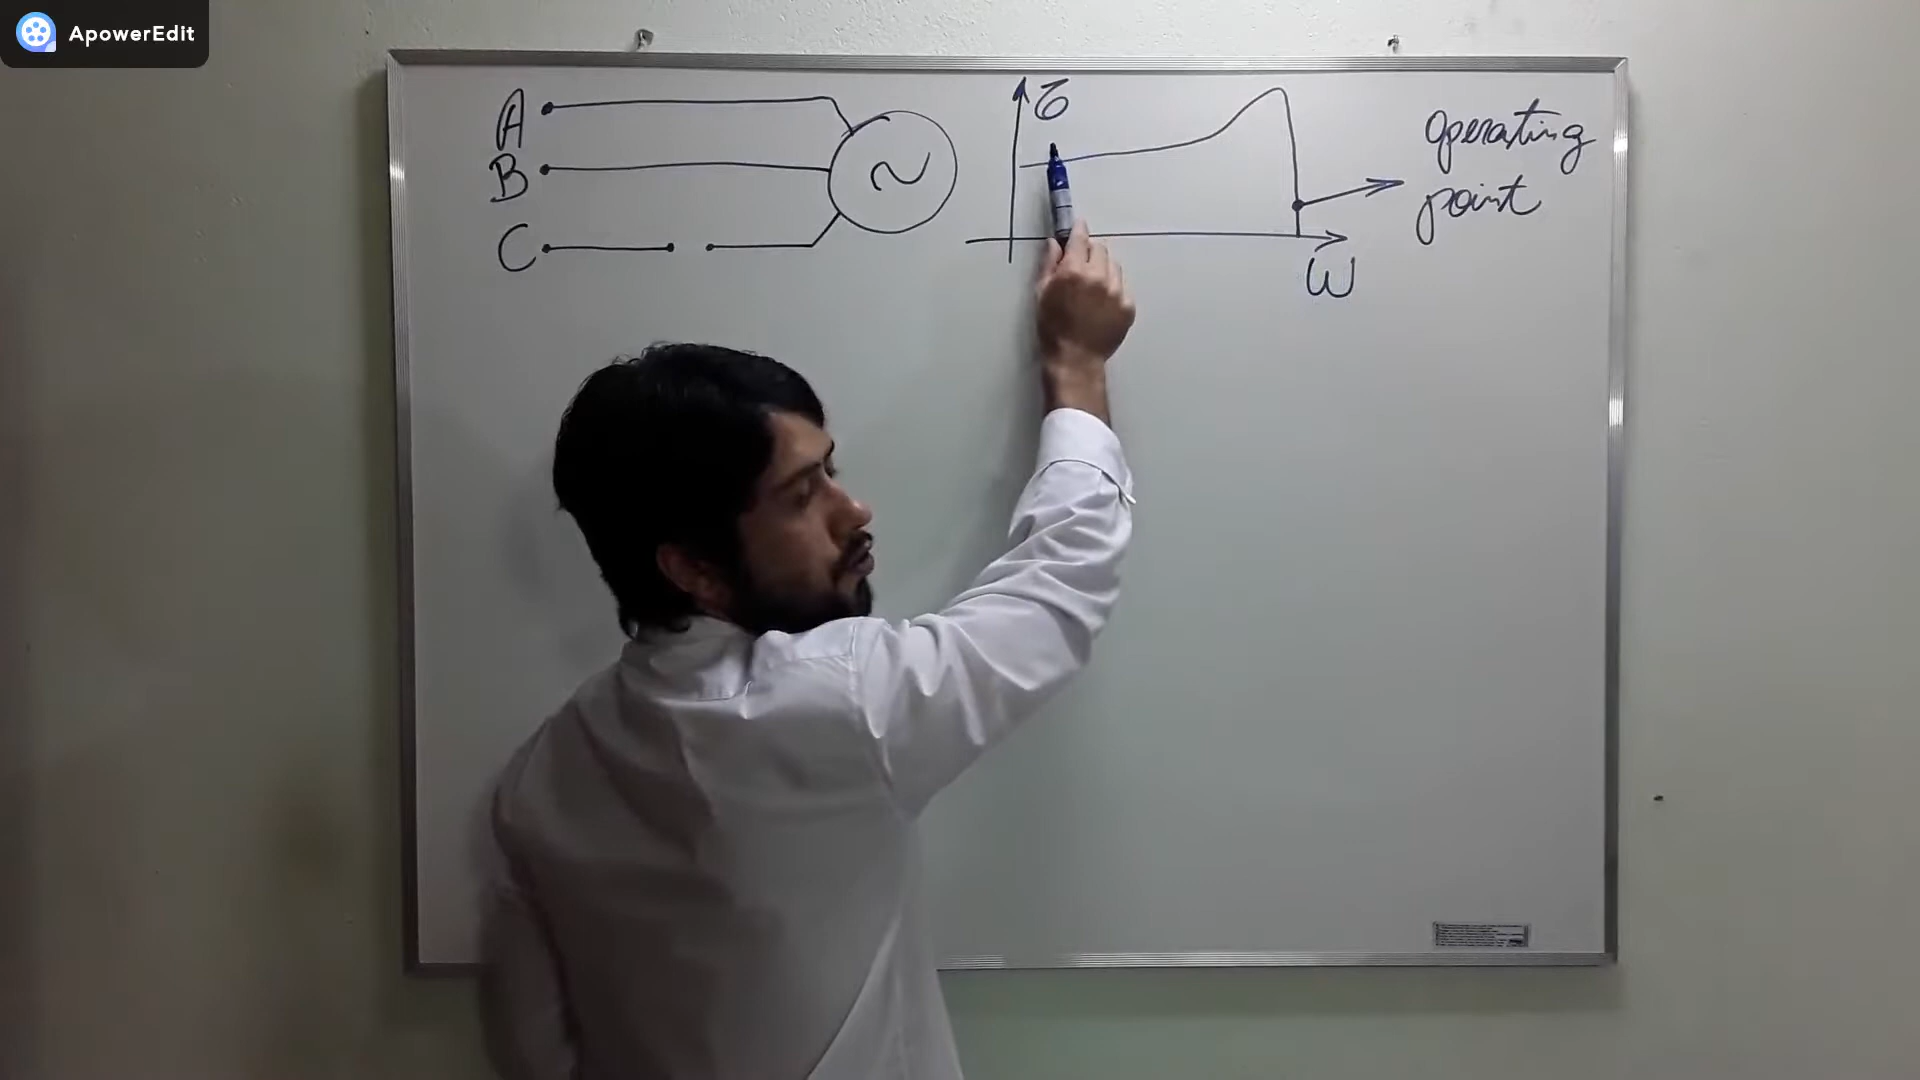 ApowerEdit
A
B
C
~
τ
operating
point
ω